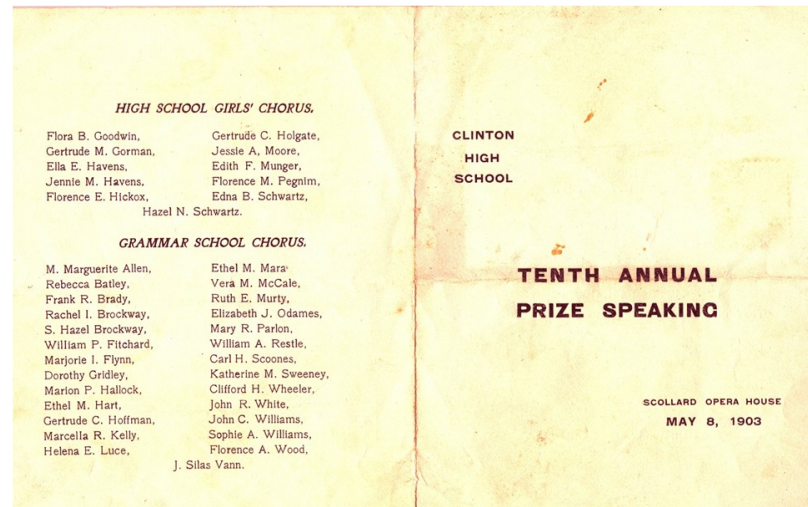 HIGH SCHOOL GIRLS' CHORUS.
Flora B. Goodwin,
Gertrude M. Gorman,
Ella E. Havens,
Jennie M. Havens,
Florence E. Hickox,
Gertrude C. Holgate,
Jessie A. Moore,
Edith F. Munger,
Florence M. Pegnim,
Edna B. Schwartz,
Hazel N. Schwartz.
GRAMMAR SCHOOL CHORUS.
M. Marguerite Allen,
Rebecca Batley,
Frank R. Brady,
Rachel I. Brockway,
S. Hazel Brockway,
William P. Fitchard,
Marjorie I. Flynn,
Dorothy Gridley,
Marion P. Hallock,
Ethel M. Hart,
Gertrude C. Hoffman,
Marcella R. Kelly,
Helena E. Luce,
Ethel M. Mara
Vera M. McCale,
Ruth E. Murty,
Elizabeth J. Odames,
Mary R. Parlon,
William A. Restle,
Carl H. Scoones,
Katherine M. Sweeney,
Clifford H. Wheeler,
John R. White,
John C. Williams,
Sophie A. Williams,
Florence A. Wood,
J. Silas Vann.
CLINTON
HIGH
SCHOOL
TENTH ANNUAL
PRIZE SPEAKING
SCOLLARD OPERA HOUSE
MAY 8, 1903